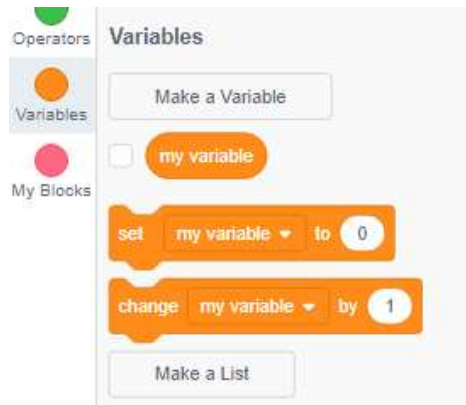 Operators
Variables
My Blocks
Variables
Make a Variable
my variable
set my variable to 0
change my variable by 1
Make a List